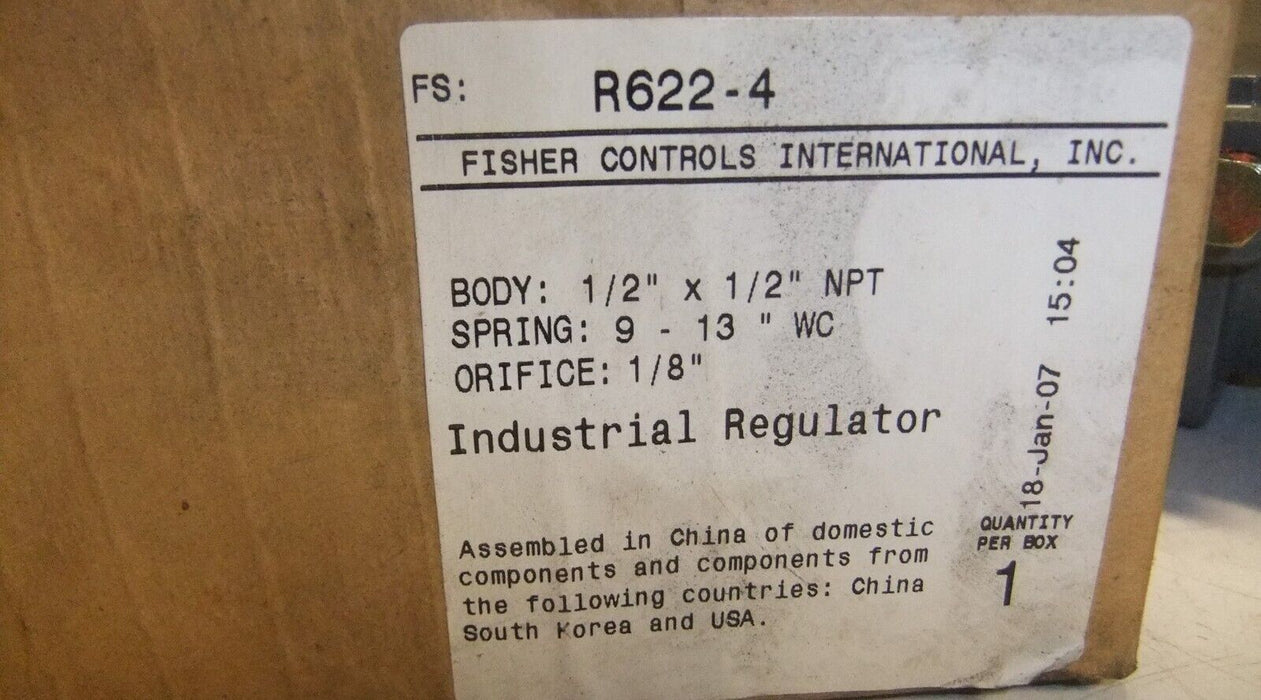 FS: R622-4
FISHER CONTROLS INTERNATIONAL, INC.
BODY: 1/2" x 1/2" NPT
SPRING: 9 - 13 " WC
ORIFICE: 1/8"
Industrial Regulator
18-Jan-07 15:04
Assembled in China of domestic
components and components from
the following countries: China
South Korea and USA.
QUANTITY
PER BOX
1